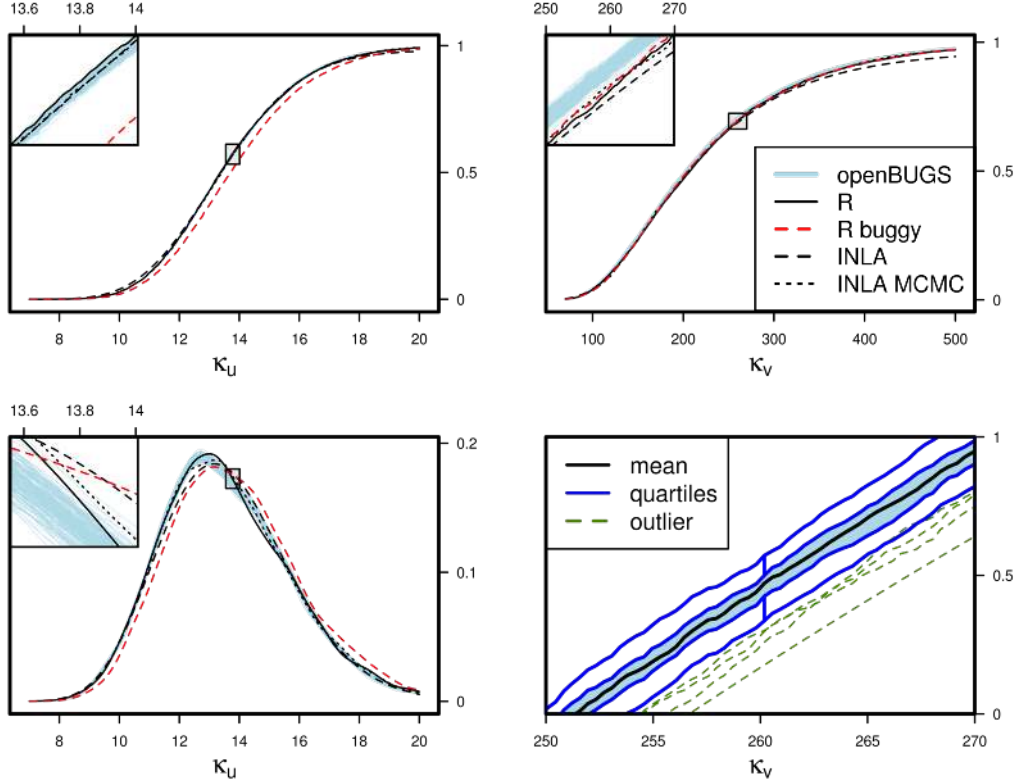 13.6 13.8 14
1
0.5
0
8 10 12 14 16 18 20
κu
250 260 270
1
0.5
0
openBUGS
R
R buggy
INLA
INLA MCMC
100 200 300 400 500
κv
13.6 13.8 14
0.2
0.1
0
8 10 12 14 16 18 20
κu
mean
quartiles
outlier
1
0.5
0
250 255 260 265 270
κv